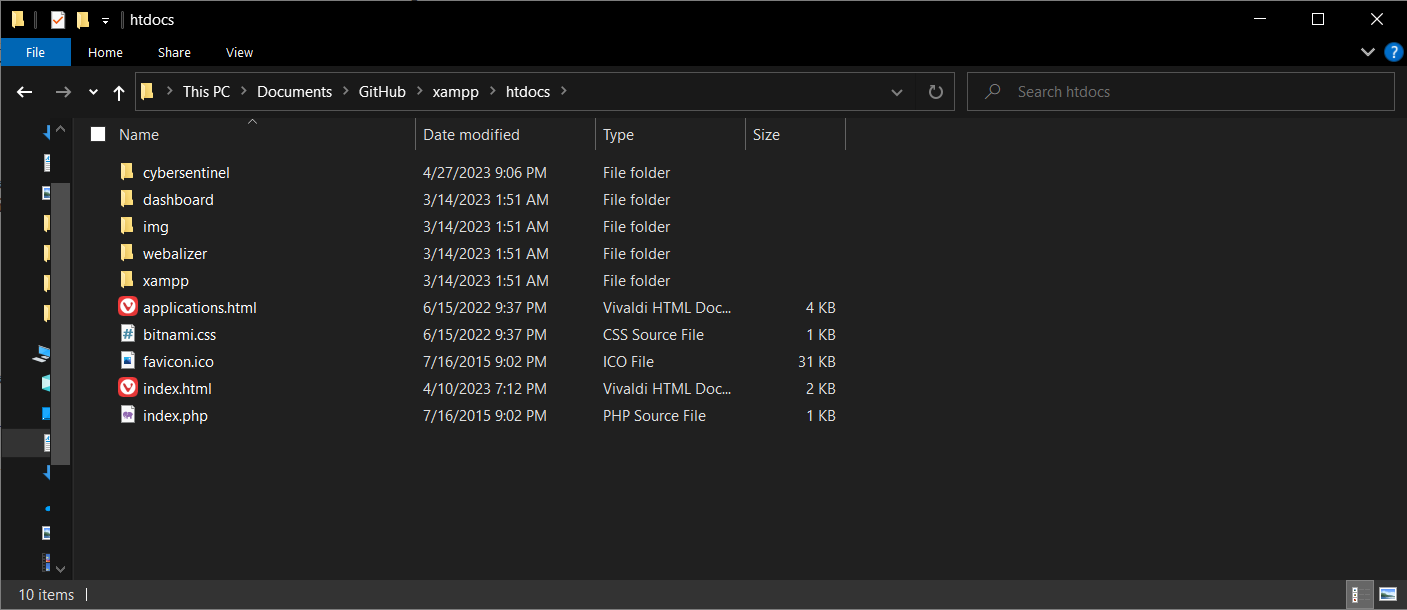 htdocs
File Home Share View
This PC Documents GitHub xampp htdocs Search htdocs
Name Date modified Type Size
cybersentinel 4/27/2023 9:06 PM File folder
dashboard 3/14/2023 1:51 AM File folder
img 3/14/2023 1:51 AM File folder
webalizer 3/14/2023 1:51 AM File folder
xampp 3/14/2023 1:51 AM File folder
applications.html 6/15/2022 9:37 PM Vivaldi HTML Doc... 4 KB
bitnami.css 6/15/2022 9:37 PM CSS Source File 1 KB
favicon.ico 7/16/2015 9:02 PM ICO File 31 KB
index.html 4/10/2023 7:12 PM Vivaldi HTML Doc... 2 KB
index.php 7/16/2015 9:02 PM PHP Source File 1 KB
10 items